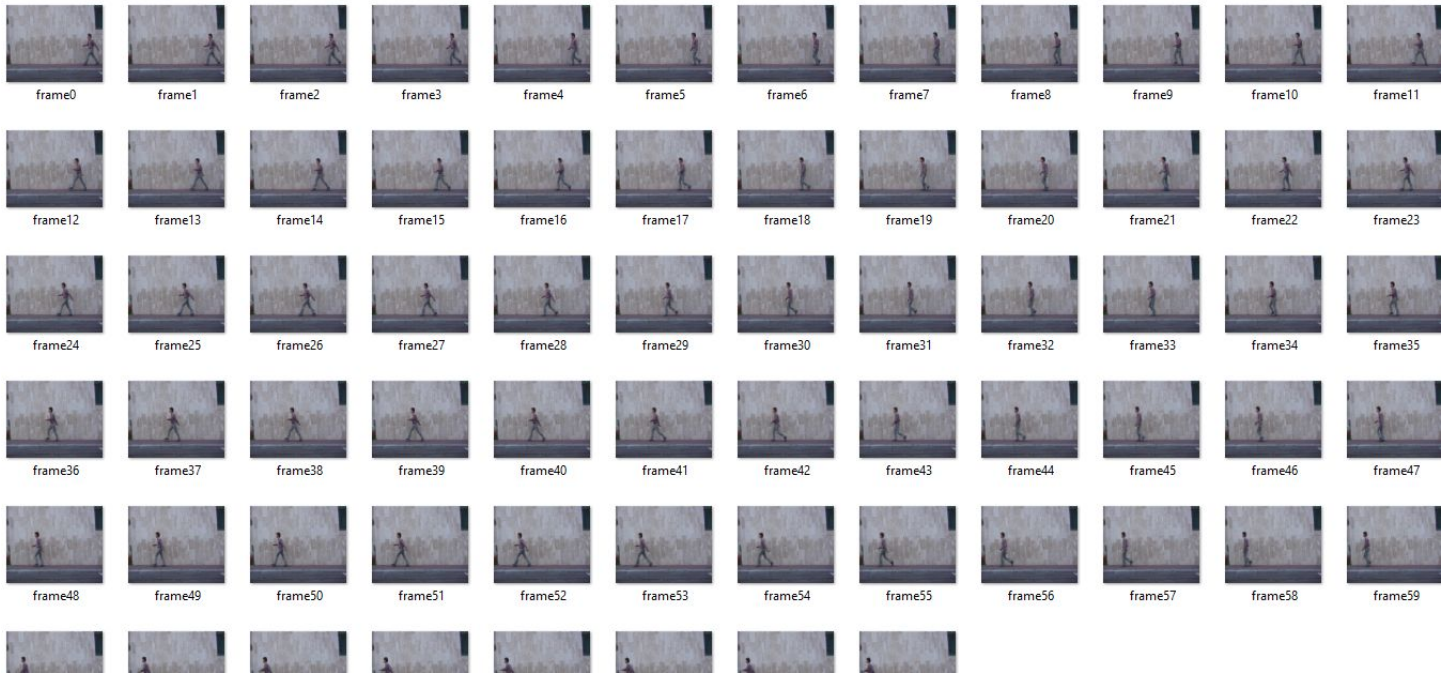 frame0 frame1 frame2 frame3 frame4 frame5 frame6 frame7 frame8 frame9 frame10 frame11
frame12 frame13 frame14 frame15 frame16 frame17 frame18 frame19 frame20 frame21 frame22 frame23
frame24 frame25 frame26 frame27 frame28 frame29 frame30 frame31 frame32 frame33 frame34 frame35
frame36 frame37 frame38 frame39 frame40 frame41 frame42 frame43 frame44 frame45 frame46 frame47
frame48 frame49 frame50 frame51 frame52 frame53 frame54 frame55 frame56 frame57 frame58 frame59